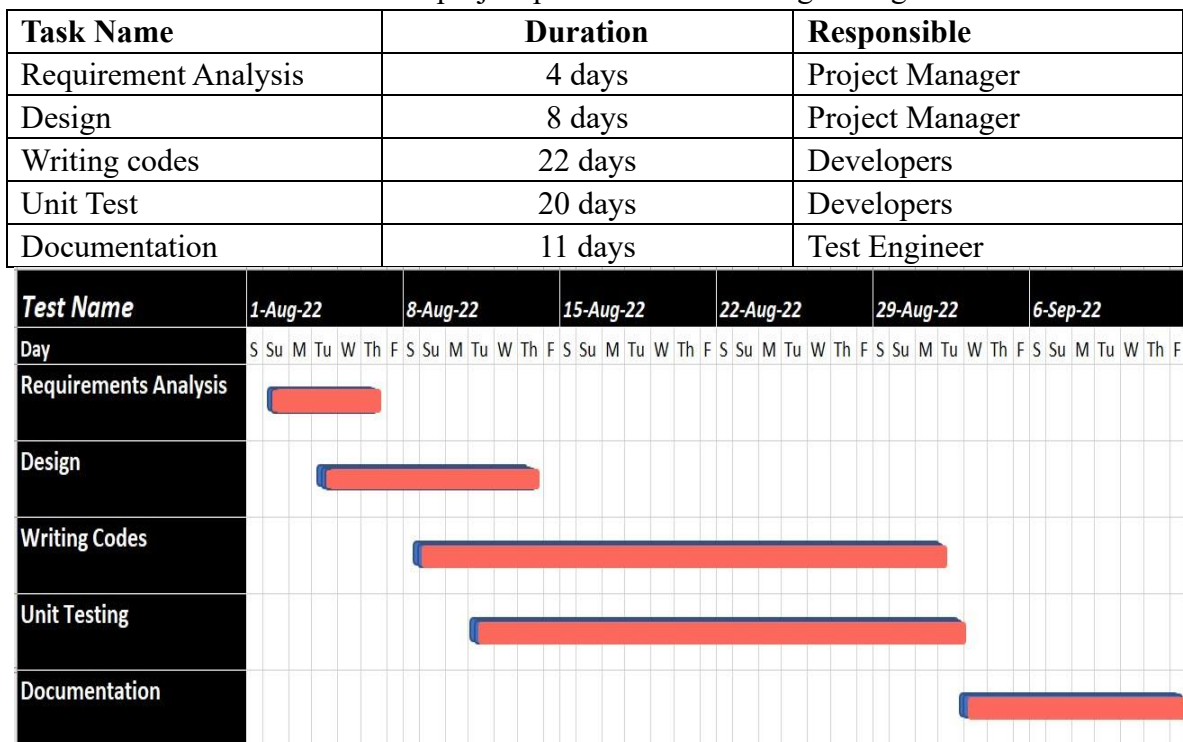 Task Name Duration Responsible
Requirement Analysis 4 days Project Manager
Design 8 days Project Manager
Writing codes 22 days Developers
Unit Test 20 days Developers
Documentation 11 days Test Engineer
Test Name 1-Aug-22 8-Aug-22 15-Aug-22 22-Aug-22 29-Aug-22 6-Sep-22
Day S Su M Tu W Th F S Su M Tu W Th F S Su M Tu W Th F S Su M Tu W Th F S Su M Tu W Th F S Su M Tu W Th F
Requirements Analysis
Design
Writing Codes
Unit Testing
Documentation